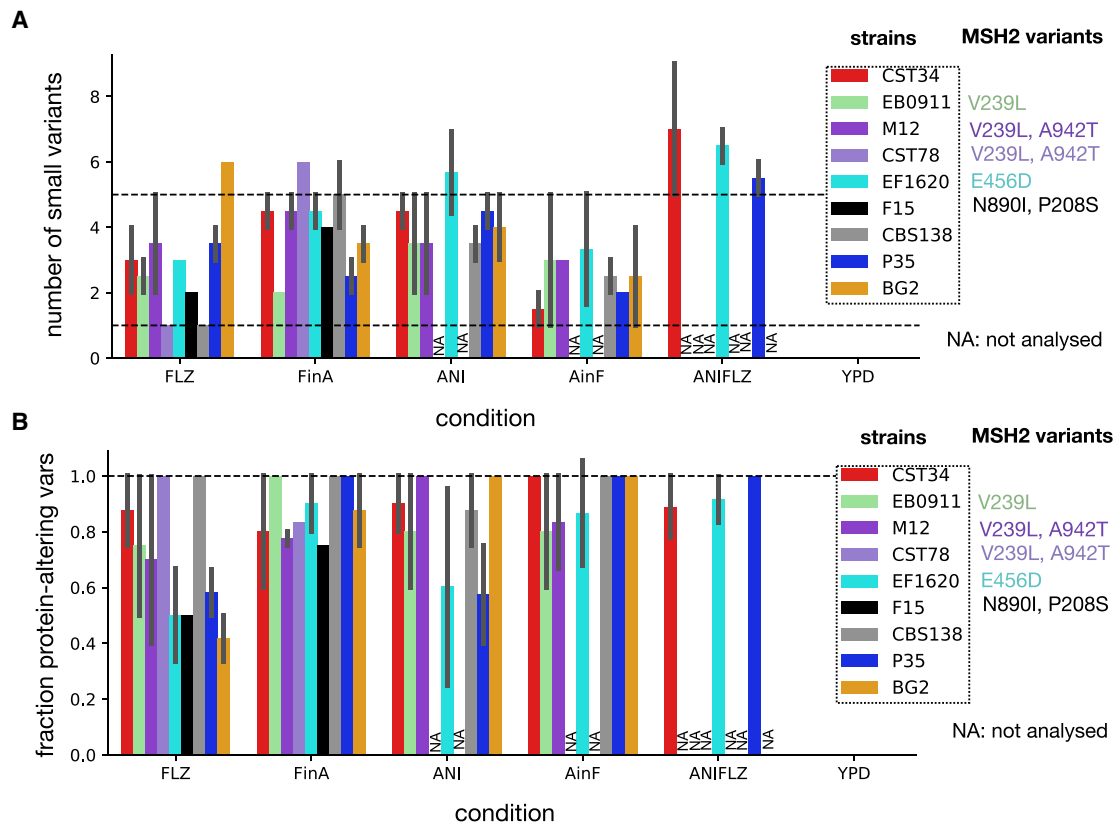 A
number of small variants
8
6
4
2
0
NA NA NA NA NA NA NA NA NA NA
FLZ FinA ANI AinF ANIFLZ YPD
condition
strains MSH2 variants
CST34
EB0911 V239L
M12 V239L, A942T
CST78 V239L, A942T
EF1620 E456D
F15 N890I, P208S
CBS138
P35
BG2
NA: not analysed
B
fraction protein-altering vars
1.0
0.8
0.6
0.4
0.2
0.0
NA NA NA NA NA NA NA NA NA NA
FLZ FinA ANI AinF ANIFLZ YPD
condition
strains MSH2 variants
CST34
EB0911 V239L
M12 V239L, A942T
CST78 V239L, A942T
EF1620 E456D
F15 N890I, P208S
CBS138
P35
BG2
NA: not analysed